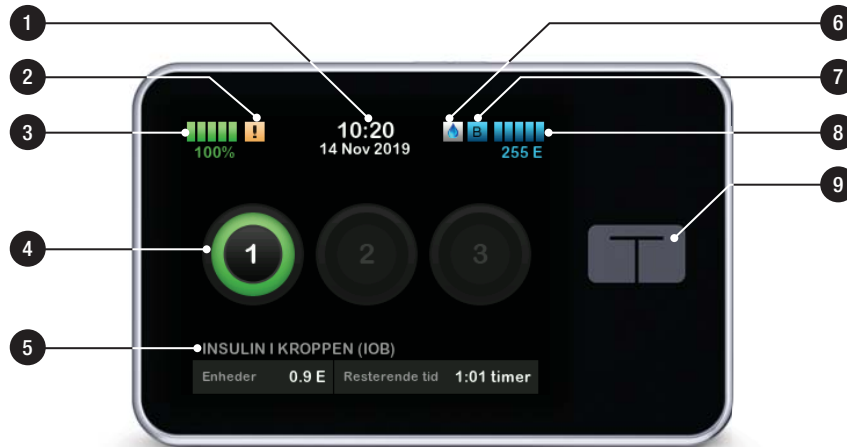 1
6
2
7
3
! 10:20 B
8
100% 14 Nov 2019 255 E
9
4
1 2 3
5
INSULIN I KROPPEN (IOB)
Enheder 0.9 E Resterende tid 1:01 timer